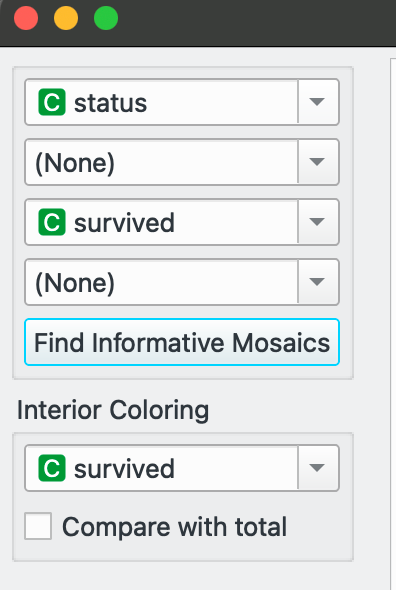 C status
(None)
C survived
(None)
Find Informative Mosaics
Interior Coloring
C survived
Compare with total